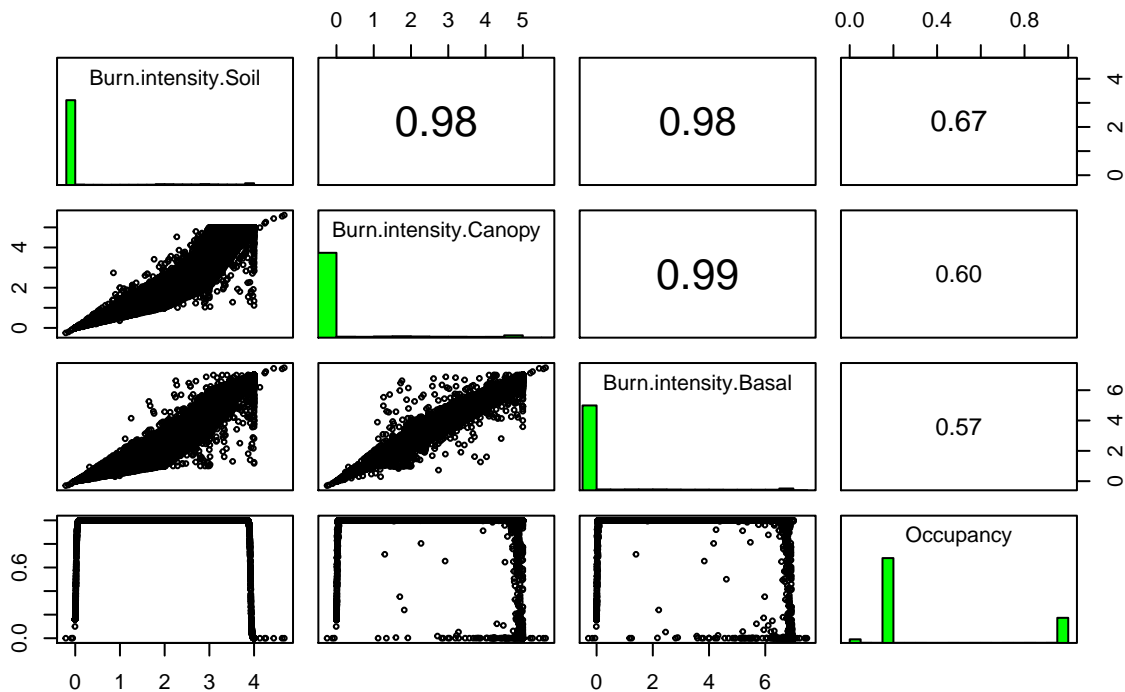 0 1 2 3 4 5
0.0 0.4 0.8
Burn.intensity.Soil
0.98
0.98
0.67
0 2 4
0 2 4
Burn.intensity.Canopy
0.99
0.60
Burn.intensity.Basal
0.57
0 2 4 6
0.0 0.6
Occupancy
0 1 2 3 4
0 2 4 6